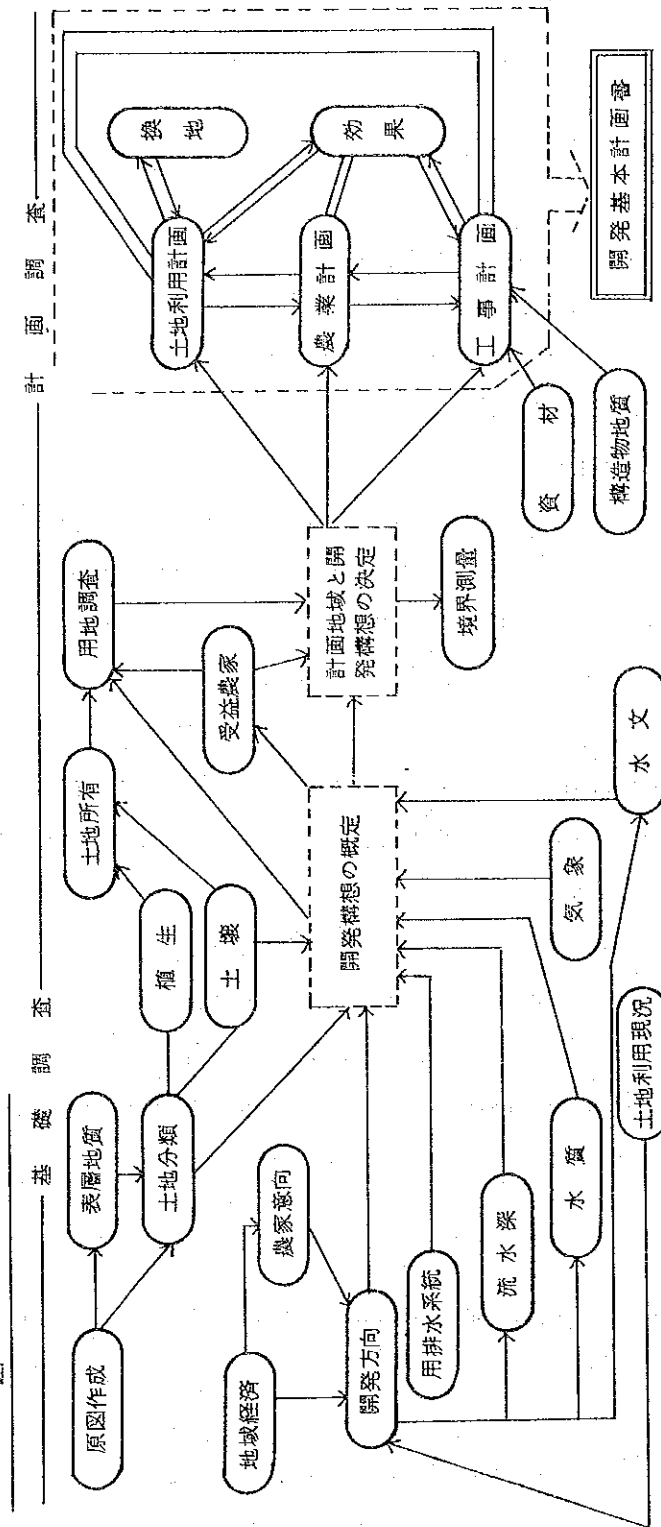 基礎調査
計画調査
原図作成
表層地質
土地分類
植生
土壌
土地所有
用地調査
受益農家
地域経済
農家意向
開発方向
用排水系統
流水深
水質
土地利用現況
気象
水文
開発構想の概定
計画地域と開
発構想の決定
境界測量
土地利用計画
換地
農業計画
効果
工事計画
資材
構造物地質
開発基本計画書